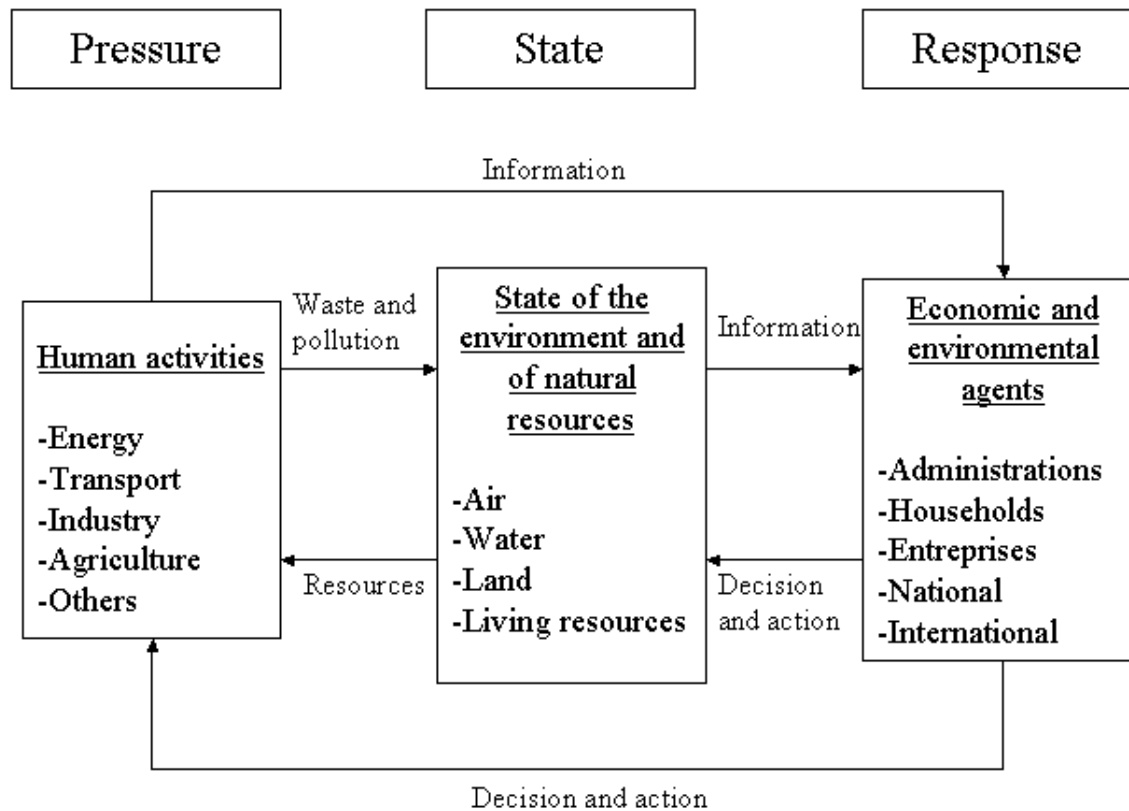 Pressure
State
Response
Information
Waste and
pollution
Information
Human activities
-Energy
-Transport
-Industry
-Agriculture
-Others
State of the
environment and
of natural
resources
-Air
-Water
-Land
-Living resources
Economic and
environmental
agents
-Administrations
-Households
-Entreprises
-National
-International
Resources
Decision
and action
Decision and action